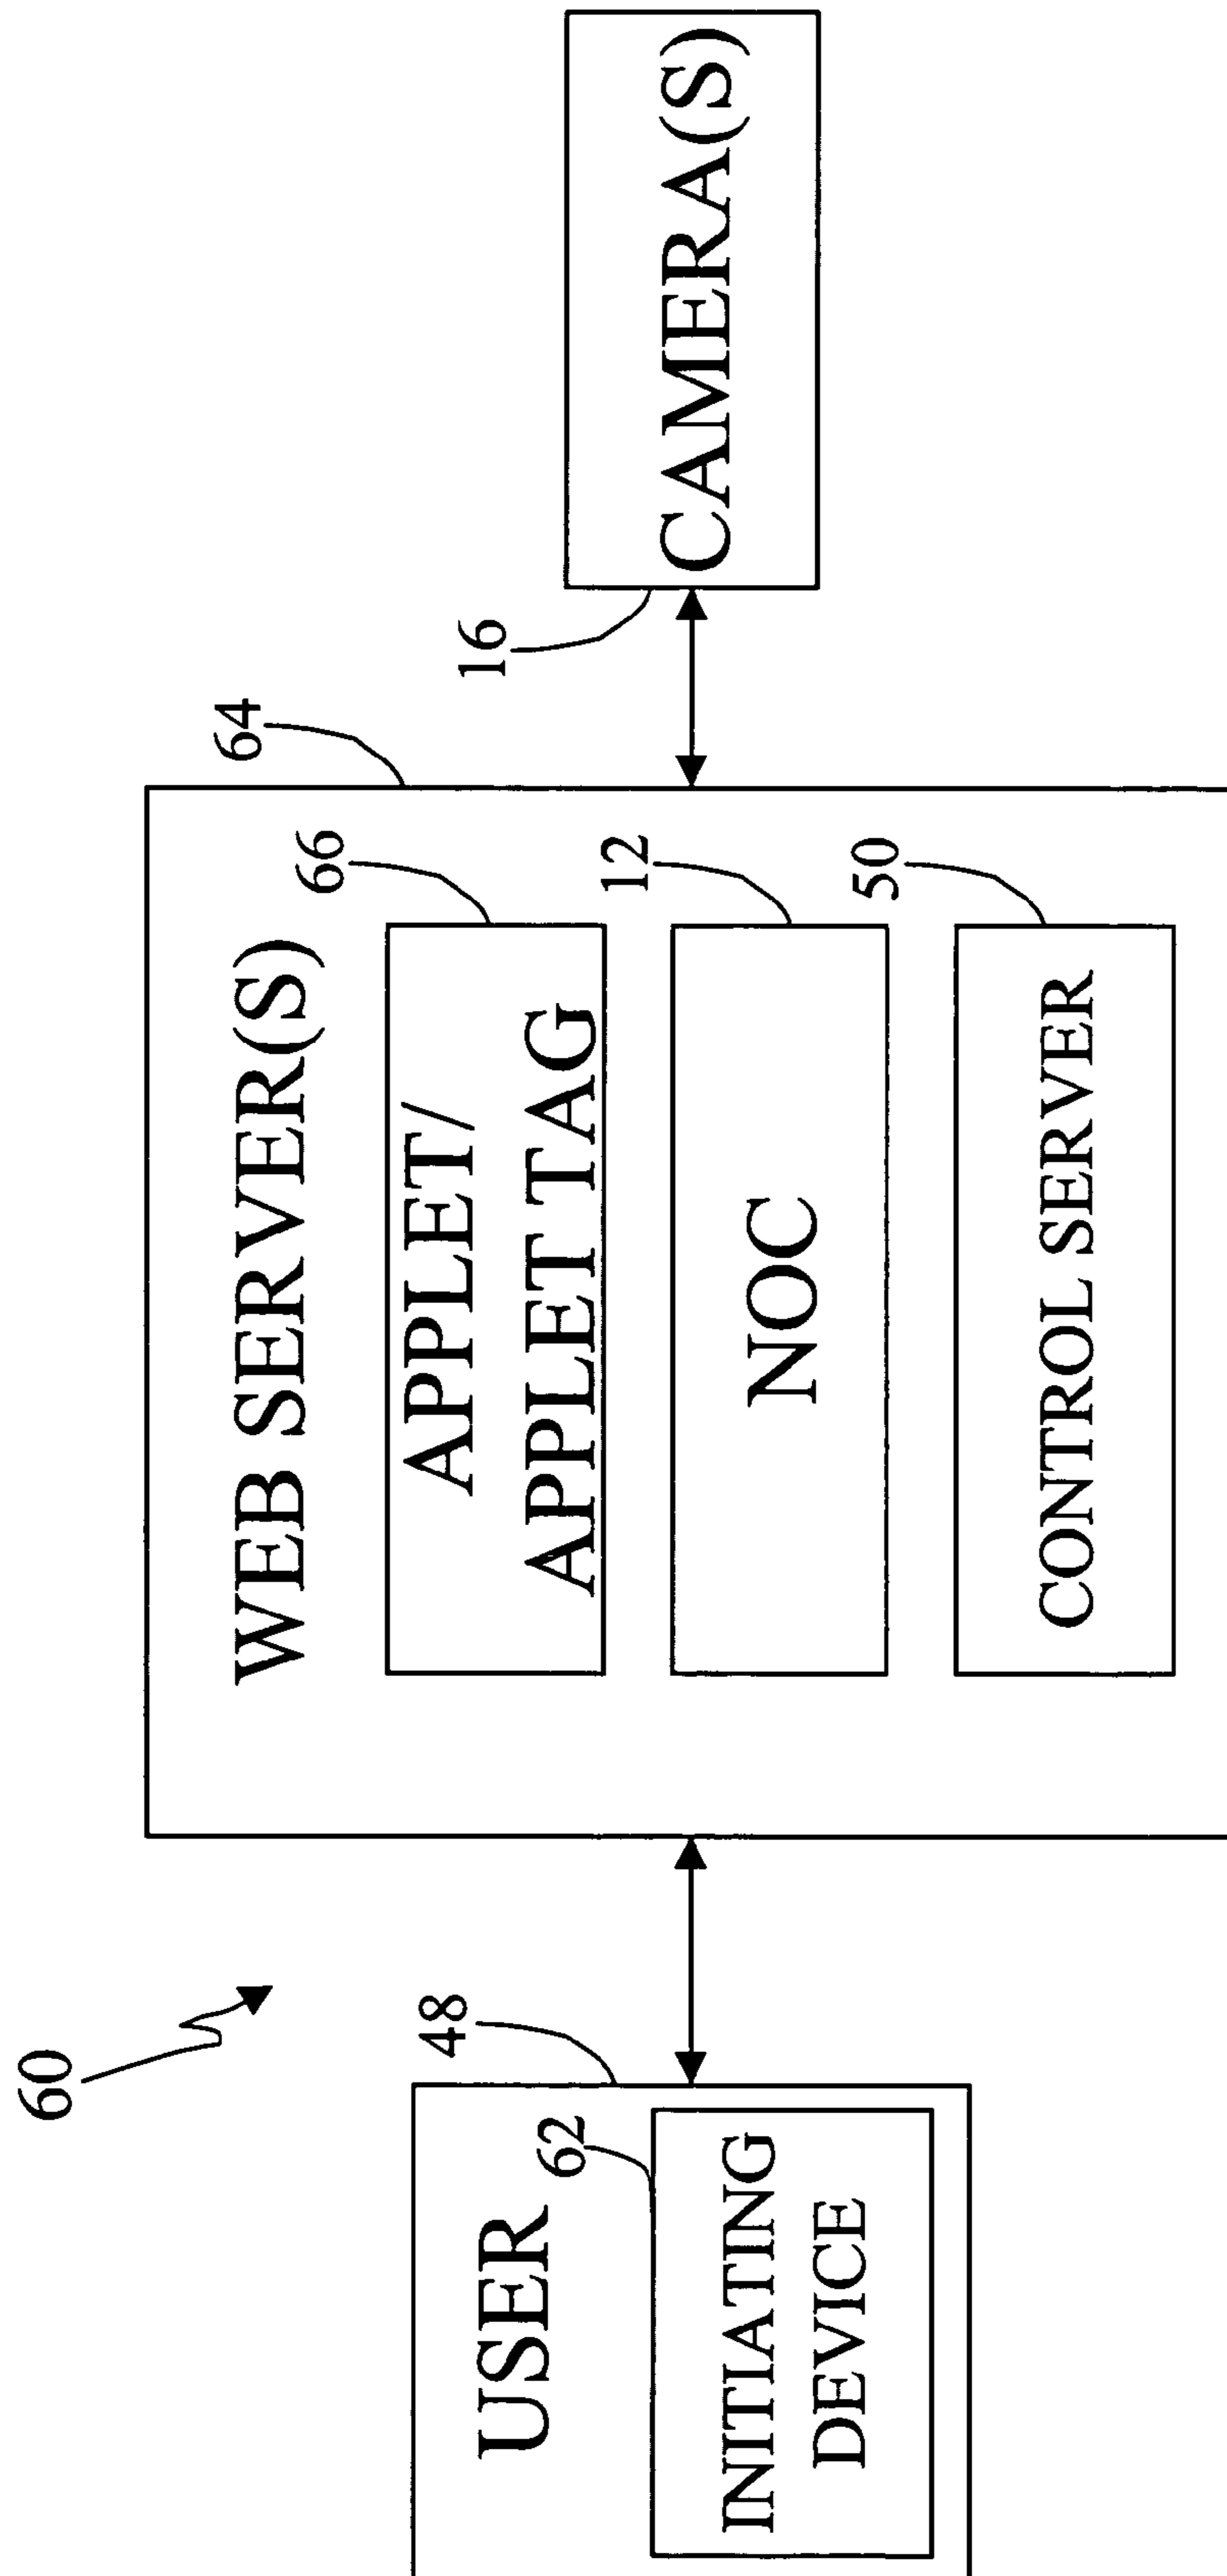 60
48
USER
62
INITIATING
DEVICE
64
WEB SERVER(S)
66
APPLET/
APPLET TAG
12
NOC
50
CONTROL SERVER
16
CAMERA(S)